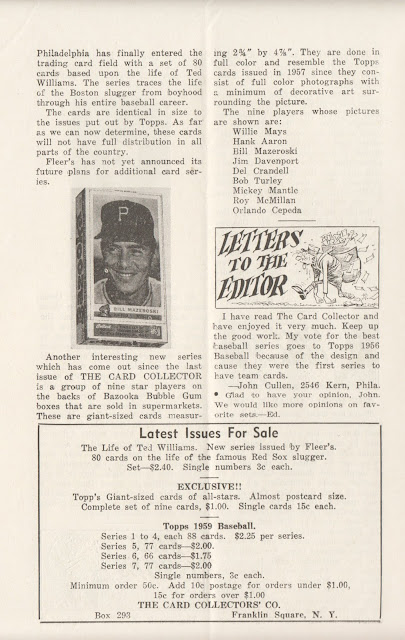 Philadelphia has finally entered the
trading card field with a set of 80
cards based upon the life of Ted
Williams. The series traces the life
of the Boston slugger from boyhood
through his entire baseball career.
The cards are identical in size to
the issues put out by Topps. As far
as we can now determine, these cards
will not have full distribution in all
parts of the country.
Fleer's has not yet announced its
future plans for additional card ser-
ies.
P
BILL MAZEROSKI
Another interesting new series
which has come out since the last
issue of THE CARD COLLECTOR
is a group of nine star players on
the backs of Bazooka Bubble Gum
boxes that are sold in supermarkets.
These are giant-sized cards measur-
ing 2¾" by 4⅞". They are done in
full color and resemble the Topps
cards issued in 1957 since they con-
sist of full color photographs with
a minimum of decorative art sur-
rounding the picture.
The nine players whose pictures
are shown are:
Willie Mays
Hank Aaron
Bill Mazeroski
Jim Davenport
Del Crandell
Bob Turley
Mickey Mantle
Roy McMillan
Orlando Cepeda
LETTERS
TO THE
EDITOR
I have read The Card Collector and
have enjoyed it very much. Keep up
the good work. My vote for the best
baseball series goes to Topps 1956
Baseball because of the design and
cause they were the first series to
have team cards.
—John Cullen, 2546 Kern, Phila.
• Glad to have your opinion, John.
We would like more opinions on fav-
orite sets.—Ed.
Latest Issues For Sale
The Life of Ted Williams. New series issued by Fleer's.
80 cards on the life of the famous Red Sox slugger.
Set—$2.40. Single numbers 3c each.
EXCLUSIVE!!
Topp's Giant-sized cards of all-stars. Almost postcard size.
Complete set of nine cards, $1.00. Single cards 15c each.
Topps 1959 Baseball.
Series 1 to 4, each 88 cards. $2.25 per series.
Series 5, 77 cards—$2.00.
Series 6, 66 cards—$1.75
Series 7, 77 cards—$2.00
Single numbers, 3c each.
Minimum order 50c. Add 10c postage for orders under $1.00,
15c for orders over $1.00
THE CARD COLLECTORS' CO.
Box 293 Franklin Square, N. Y.